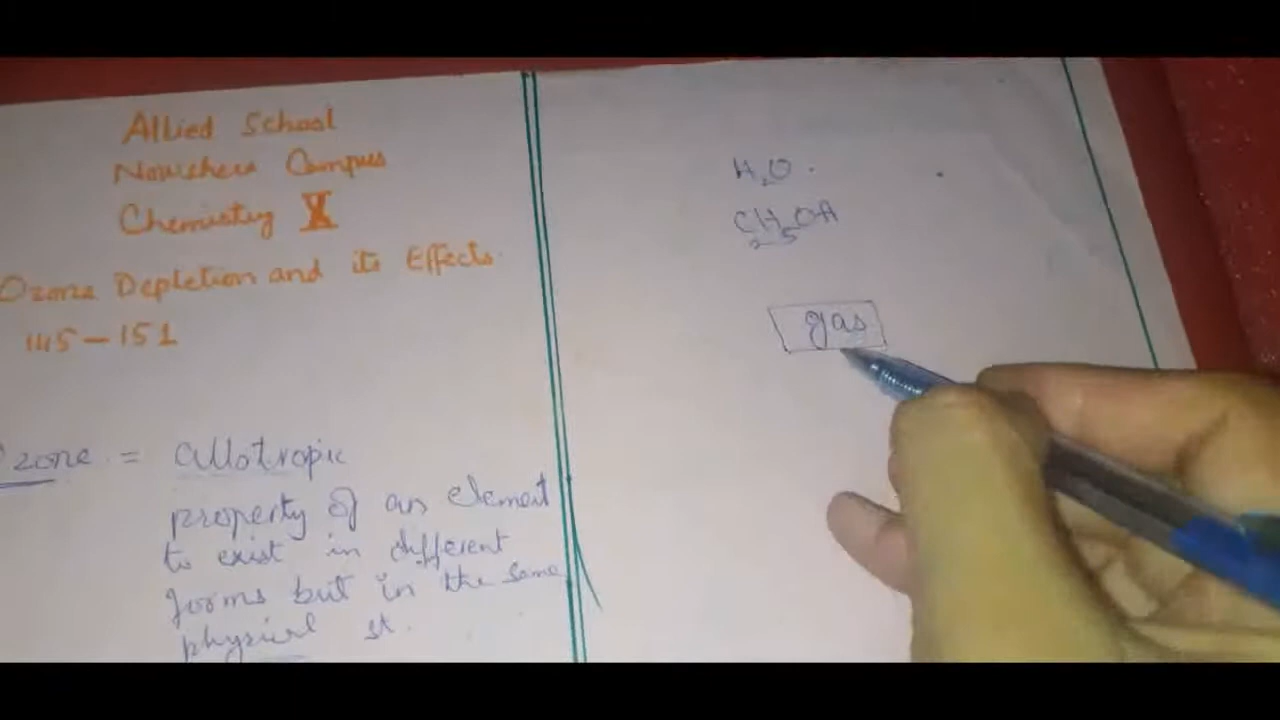 Allied School
Nowshera Campus
Chemistry X
Ozone Depletion and its Effects
145-151
Ozone = allotropic
property of an element
to exist in different
forms but in the same
physical st.
H2O.
C2H5OH
gas